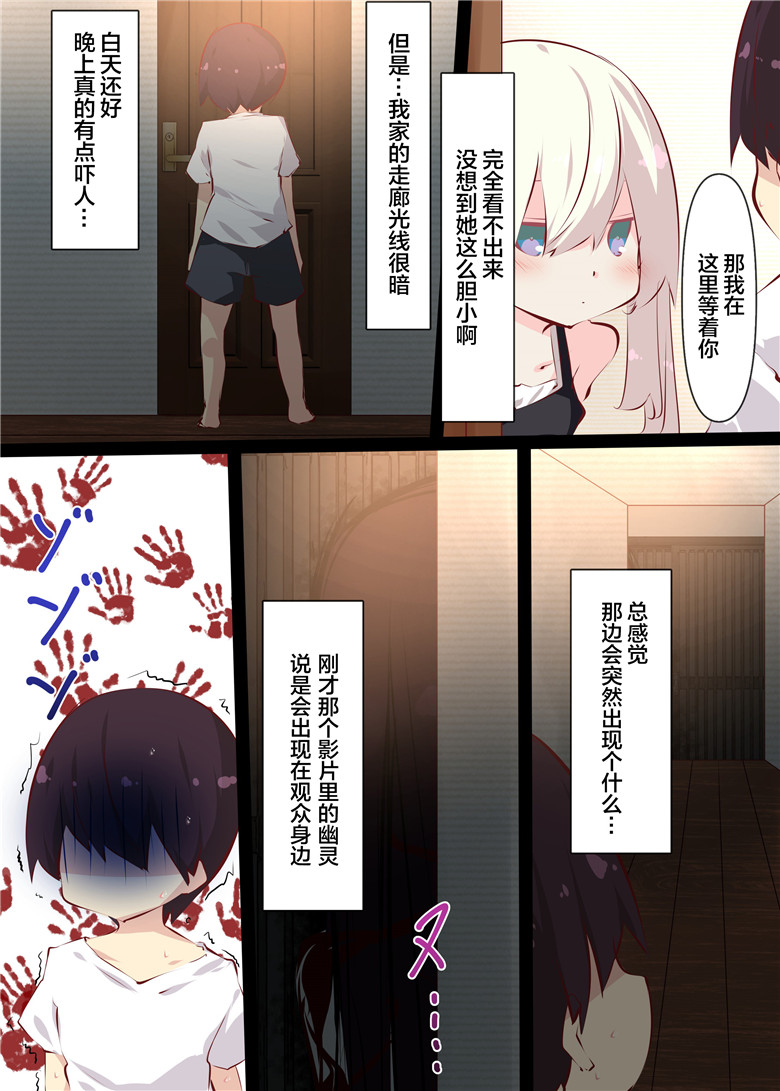 那我在
这里等着你
完全看不出来
没想到她这么胆小啊
但是…我家的走廊光线很暗
白天还好
晚上真的有点吓人…
总感觉
那边会突然出现个什么…
刚才那个影片里的幽灵
说是会出现在观众身边
ヌ……
ゾゾゾ